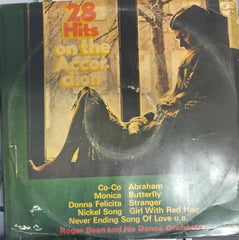 28 Hits
on the Accor-
dion
Co-Co Abraham
Monica Butterfly
Donna Felicita Stranger
Nickel Song Girl With Red Hair
Never Ending Song Of Love u.a.
Roger Bean and his Dance Orchestra